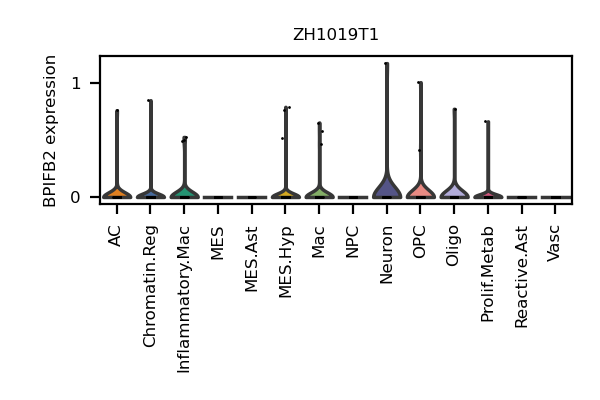 ZH1019T1
BPIFB2 expression
1
0
AC
Chromatin.Reg
Inflammatory.Mac
MES
MES.Ast
MES.Hyp
Mac
NPC
Neuron
OPC
Oligo
Prolif.Metab
Reactive.Ast
Vasc